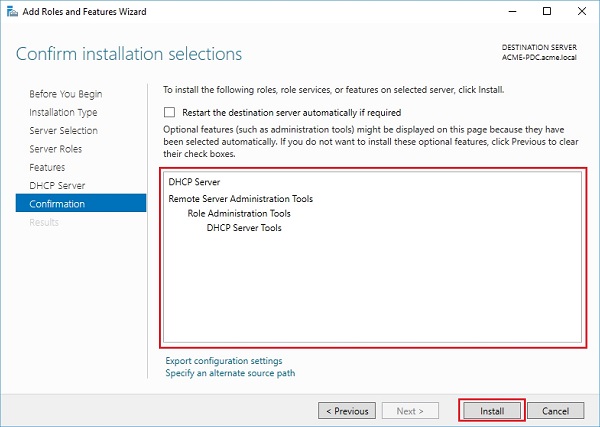 Add Roles and Features Wizard
Confirm installation selections
DESTINATION SERVER
ACME-PDC.acme.local
Before You Begin
Installation Type
Server Selection
Server Roles
Features
DHCP Server
Confirmation
Results
To install the following roles, role services, or features on selected server, click Install.
Restart the destination server automatically if required
Optional features (such as administration tools) might be displayed on this page because they have
been selected automatically. If you do not want to install these optional features, click Previous to clear
their check boxes.
DHCP Server
Remote Server Administration Tools
Role Administration Tools
DHCP Server Tools
Export configuration settings
Specify an alternate source path
< Previous
Next >
Install
Cancel